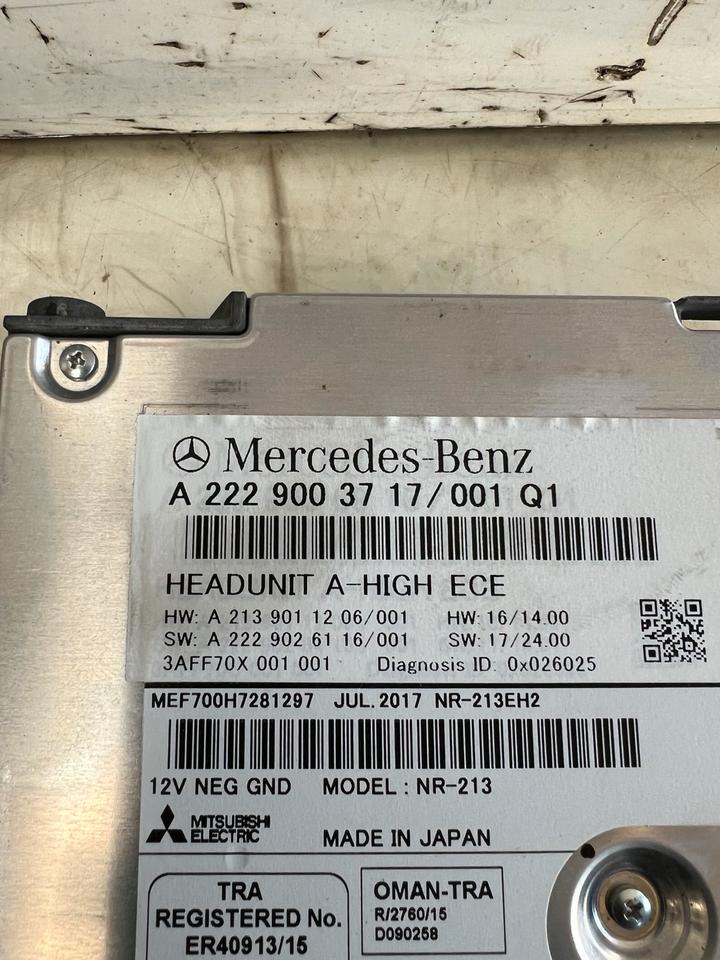 Mercedes-Benz
A 222 900 37 17/001 Q1
HEADUNIT A-HIGH ECE
HW: A 213 901 12 06/001 HW: 16/14.00
SW: A 222 902 61 16/001 SW: 17/24.00
3AFF70X 001 001 Diagnosis ID: 0x026025
MEF700H7281297 JUL.2017 NR-213EH2
12V NEG GND MODEL : NR-213
MITSUBISHI
ELECTRIC
MADE IN JAPAN
TRA
REGISTERED No.
ER40913/15
OMAN-TRA
R/2760/15
D090258